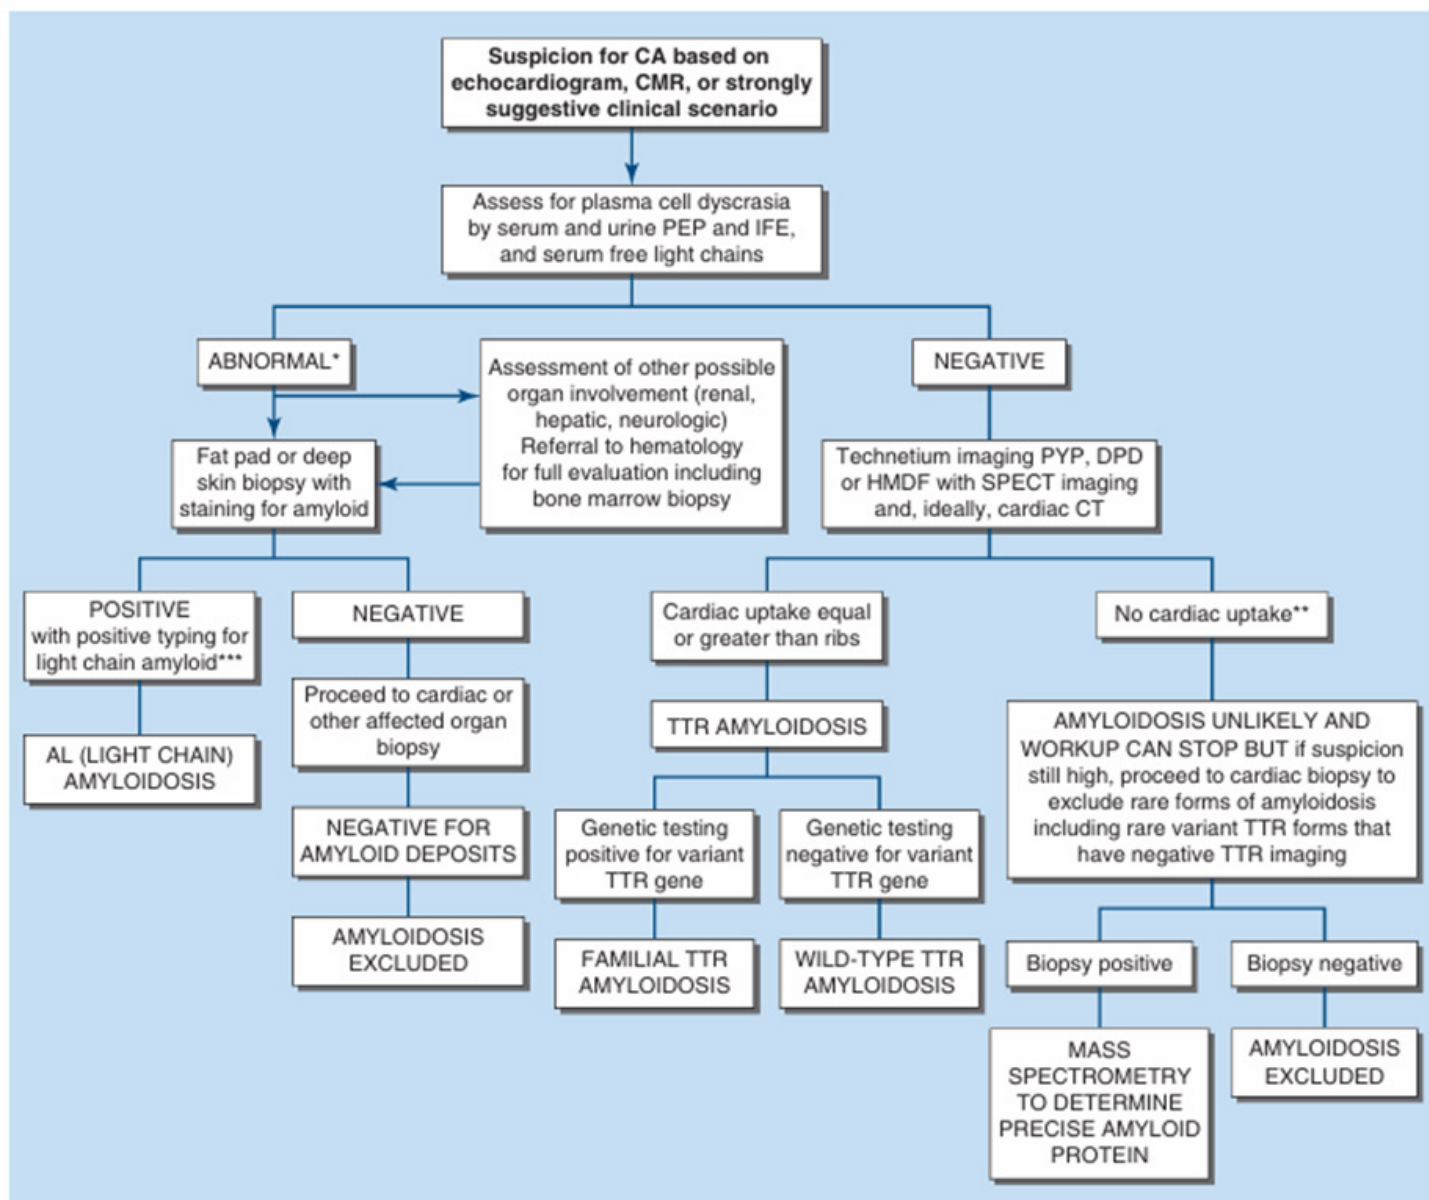 Suspicion for CA based on
echocardiogram, CMR, or strongly
suggestive clinical scenario
Assess for plasma cell dyscrasia
by serum and urine PEP and IFE,
and serum free light chains
ABNORMAL*
Assessment of other possible
organ involvement (renal,
hepatic, neurologic)
Referral to hematology
for full evaluation including
bone marrow biopsy
NEGATIVE
Fat pad or deep
skin biopsy with
staining for amyloid
Technetium imaging PYP, DPD
or HMDF with SPECT imaging
and, ideally, cardiac CT
POSITIVE
with positive typing for
light chain amyloid***
NEGATIVE
Cardiac uptake equal
or greater than ribs
No cardiac uptake**
AL (LIGHT CHAIN)
AMYLOIDOSIS
Proceed to cardiac or
other affected organ
biopsy
TTR AMYLOIDOSIS
AMYLOIDOSIS UNLIKELY AND
WORKUP CAN STOP BUT if suspicion
still high, proceed to cardiac biopsy to
exclude rare forms of amyloidosis
including rare variant TTR forms that
have negative TTR imaging
NEGATIVE FOR
AMYLOID DEPOSITS
Genetic testing
positive for variant
TTR gene
Genetic testing
negative for variant
TTR gene
AMYLOIDOSIS
EXCLUDED
FAMILIAL TTR
AMYLOIDOSIS
WILD-TYPE TTR
AMYLOIDOSIS
Biopsy positive
Biopsy negative
MASS
SPECTROMETRY
TO DETERMINE
PRECISE AMYLOID
PROTEIN
AMYLOIDOSIS
EXCLUDED